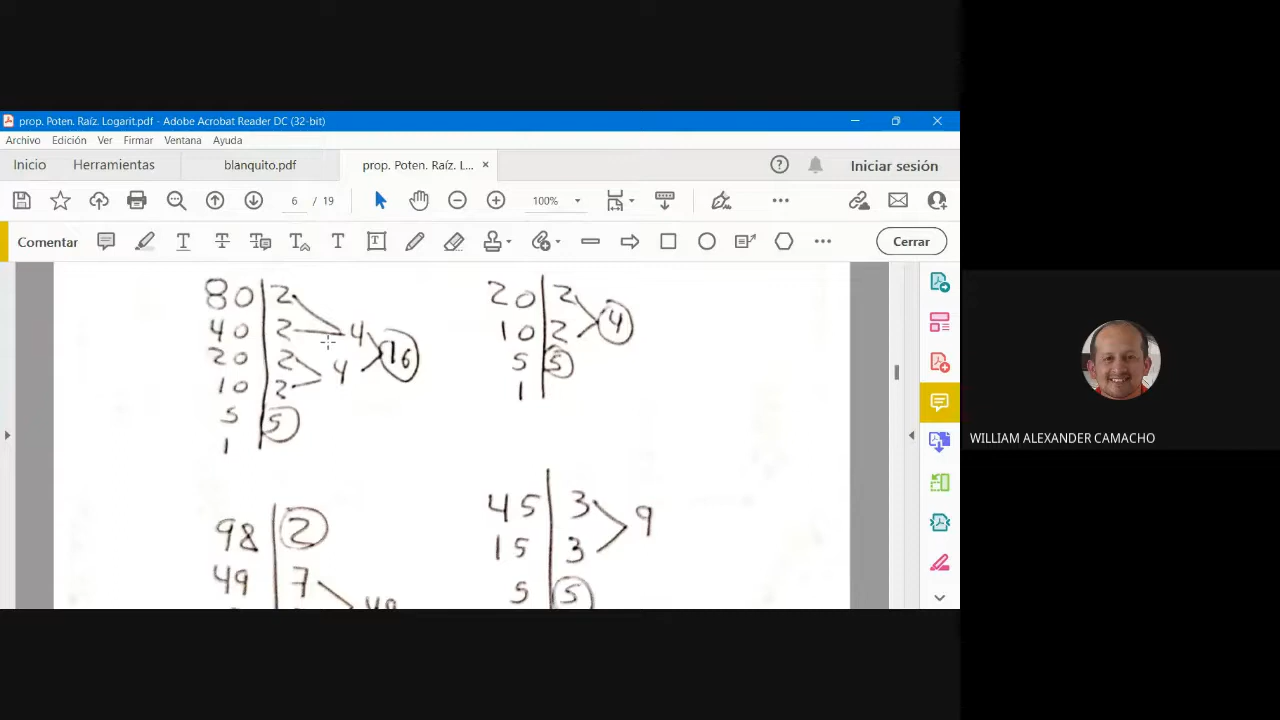 prop. Poten. Raíz. Logarit.pdf - Adobe Acrobat Reader DC (32-bit)
Archivo Edición Ver Firmar Ventana Ayuda
Inicio Herramientas blanquito.pdf prop. Poten. Raíz. L... × Iniciar sesión
6 / 19 100%
Comentar Cerrar
80 2
40 2 4
20 2 4 16
10 2
5 5
1
20 2
10 2 4
5 5
1
98 2
49 7
45 3
15 3 9
5 5
WILLIAM ALEXANDER CAMACHO